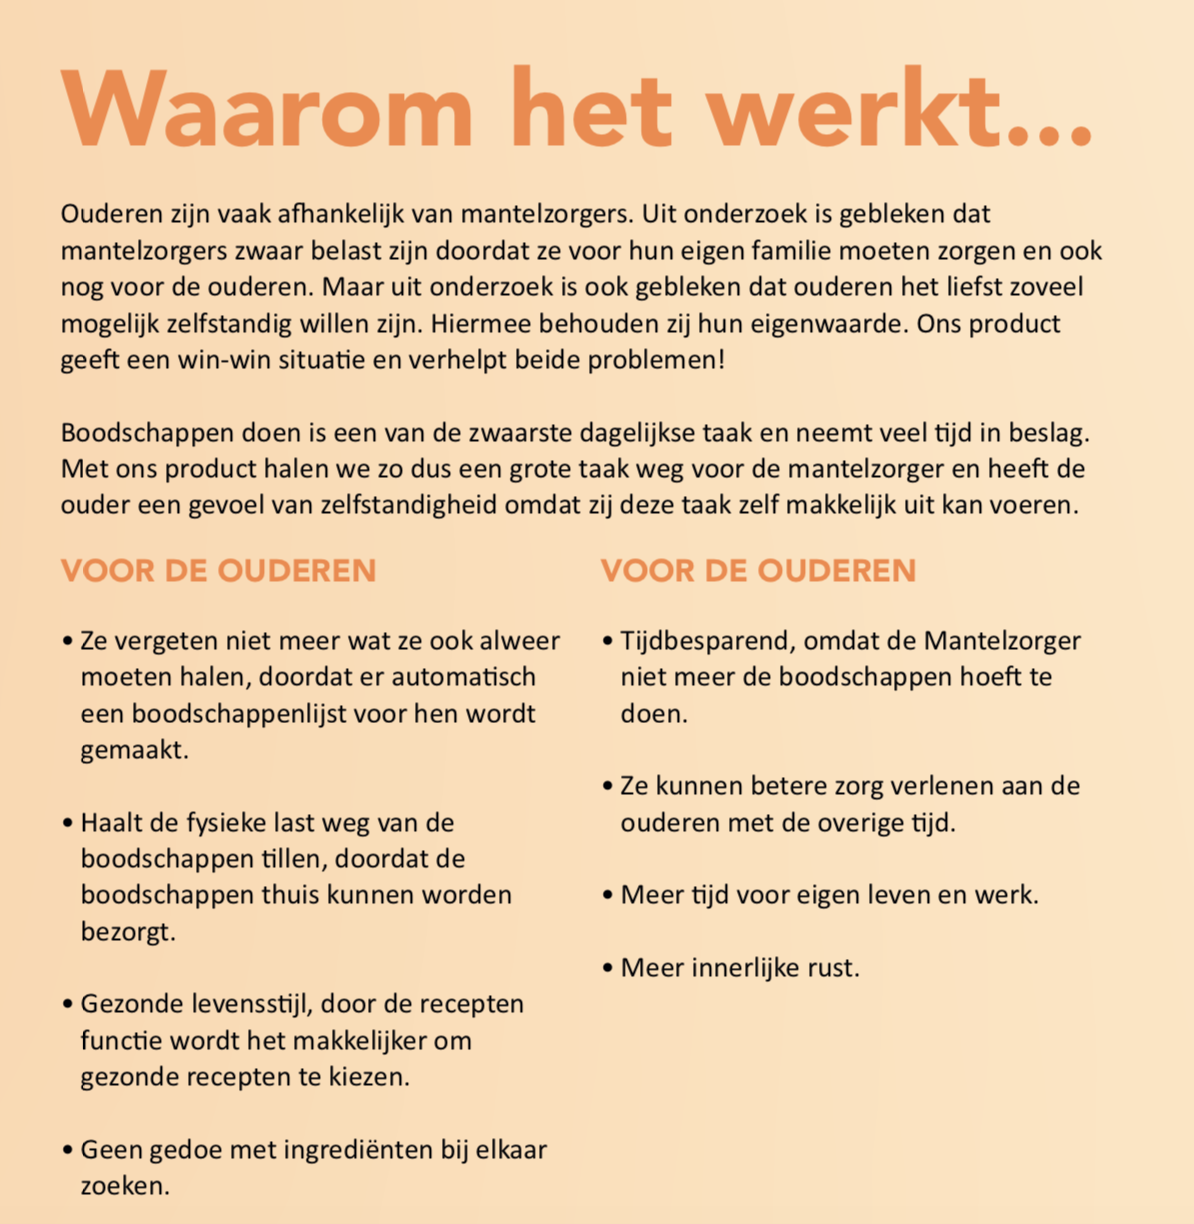 Waarom het werkt...
Ouderen zijn vaak afhankelijk van mantelzorgers. Uit onderzoek is gebleken dat
mantelzorgers zwaar belast zijn doordat ze voor hun eigen familie moeten zorgen en ook
nog voor de ouderen. Maar uit onderzoek is ook gebleken dat ouderen het liefst zoveel
mogelijk zelfstandig willen zijn. Hiermee behouden zij hun eigenwaarde. Ons product
geeft een win-win situatie en verhelpt beide problemen!
Boodschappen doen is een van de zwaarste dagelijkse taak en neemt veel tijd in beslag.
Met ons product halen we zo dus een grote taak weg voor de mantelzorger en heeft de
ouder een gevoel van zelfstandigheid omdat zij deze taak zelf makkelijk uit kan voeren.
VOOR DE OUDEREN
• Ze vergeten niet meer wat ze ook alweer
moeten halen, doordat er automatisch
een boodschappenlijst voor hen wordt
gemaakt.
• Haalt de fysieke last weg van de
boodschappen tillen, doordat de
boodschappen thuis kunnen worden
bezorgt.
• Gezonde levensstijl, door de recepten
functie wordt het makkelijker om
gezonde recepten te kiezen.
• Geen gedoe met ingrediënten bij elkaar
zoeken.
VOOR DE OUDEREN
• Tijdbesparend, omdat de Mantelzorger
niet meer de boodschappen hoeft te
doen.
• Ze kunnen betere zorg verlenen aan de
ouderen met de overige tijd.
• Meer tijd voor eigen leven en werk.
• Meer innerlijke rust.